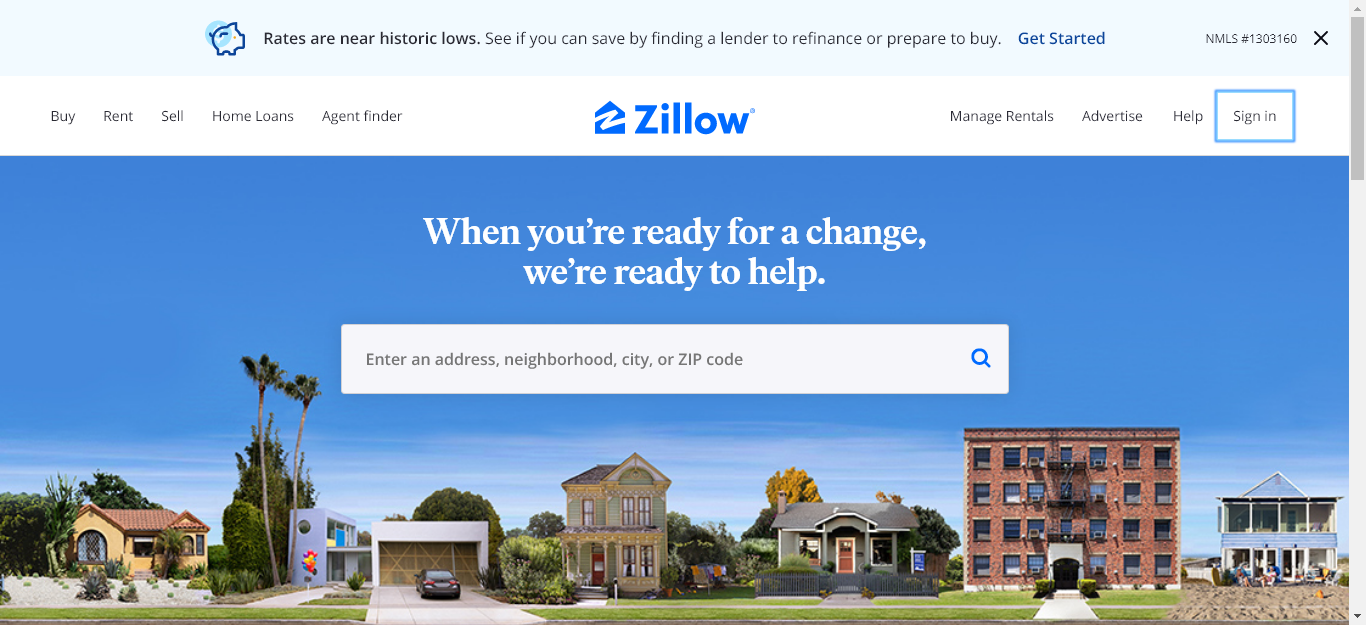 Rates are near historic lows. See if you can save by finding a lender to refinance or prepare to buy. Get Started NMLS #1303160
Buy Rent Sell Home Loans Agent finder Zillow® Manage Rentals Advertise Help Sign in
When you’re ready for a change,
we’re ready to help.
Enter an address, neighborhood, city, or ZIP code